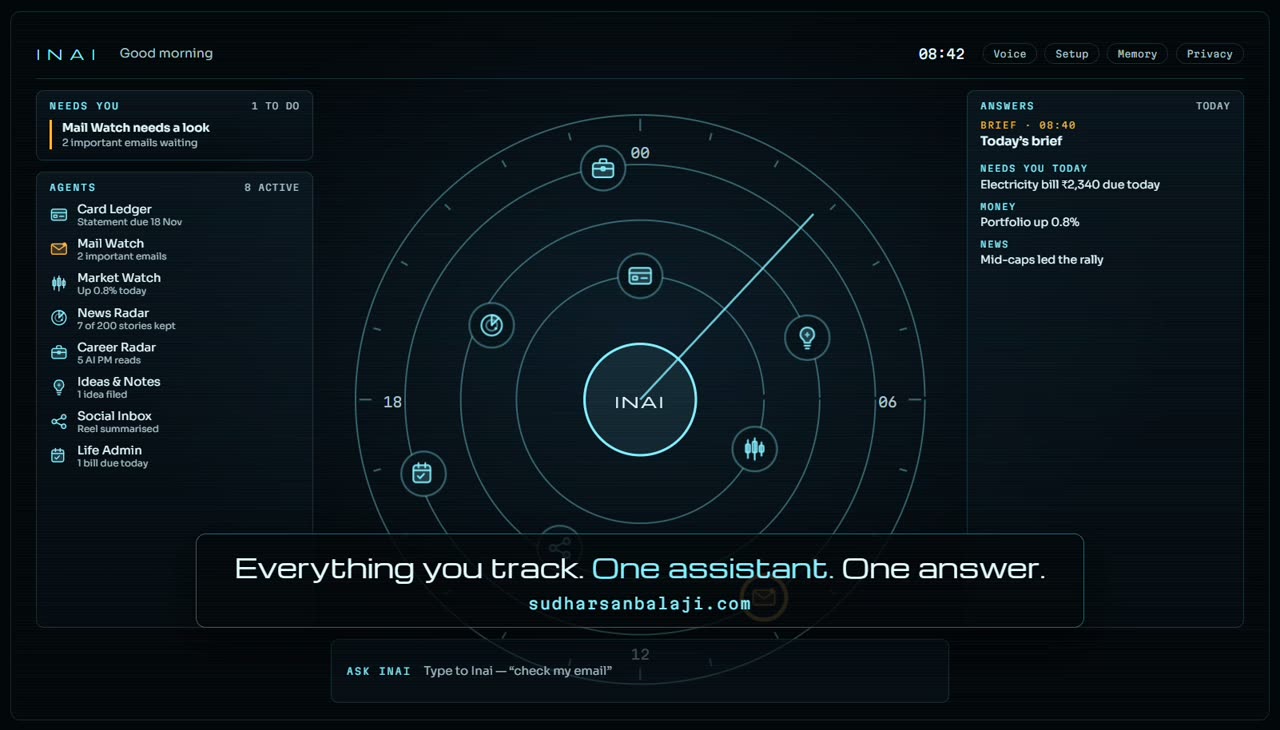 INAI
Good morning
08:42
Voice
Setup
Memory
Privacy
NEEDS YOU
1 TO DO
Mail Watch needs a look
2 important emails waiting
AGENTS
8 ACTIVE
Card Ledger
Statement due 18 Nov
Mail Watch
2 important emails
Market Watch
Up 0.8% today
News Radar
7 of 200 stories kept
Career Radar
5 AI PM reads
Ideas & Notes
1 idea filed
Social Inbox
Reel summarised
Life Admin
1 bill due today
00
18
06
INAI
12
ANSWERS
TODAY
BRIEF · 08:40
Today's brief
NEEDS YOU TODAY
Electricity bill ₹2,340 due today
MONEY
Portfolio up 0.8%
NEWS
Mid-caps led the rally
Everything you track. One assistant. One answer.
sudharsanbalaji.com
ASK INAI
Type to Inai — “check my email”